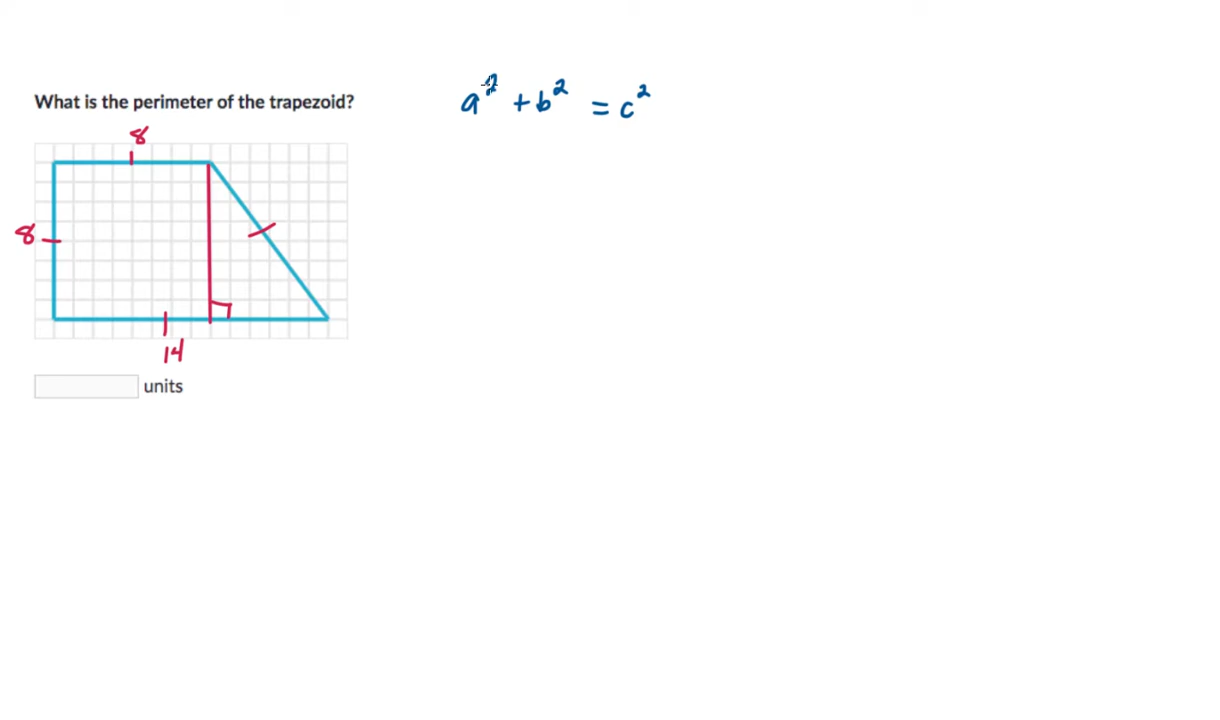 What is the perimeter of the trapezoid?
a² + b² = c²
8
8
14
units